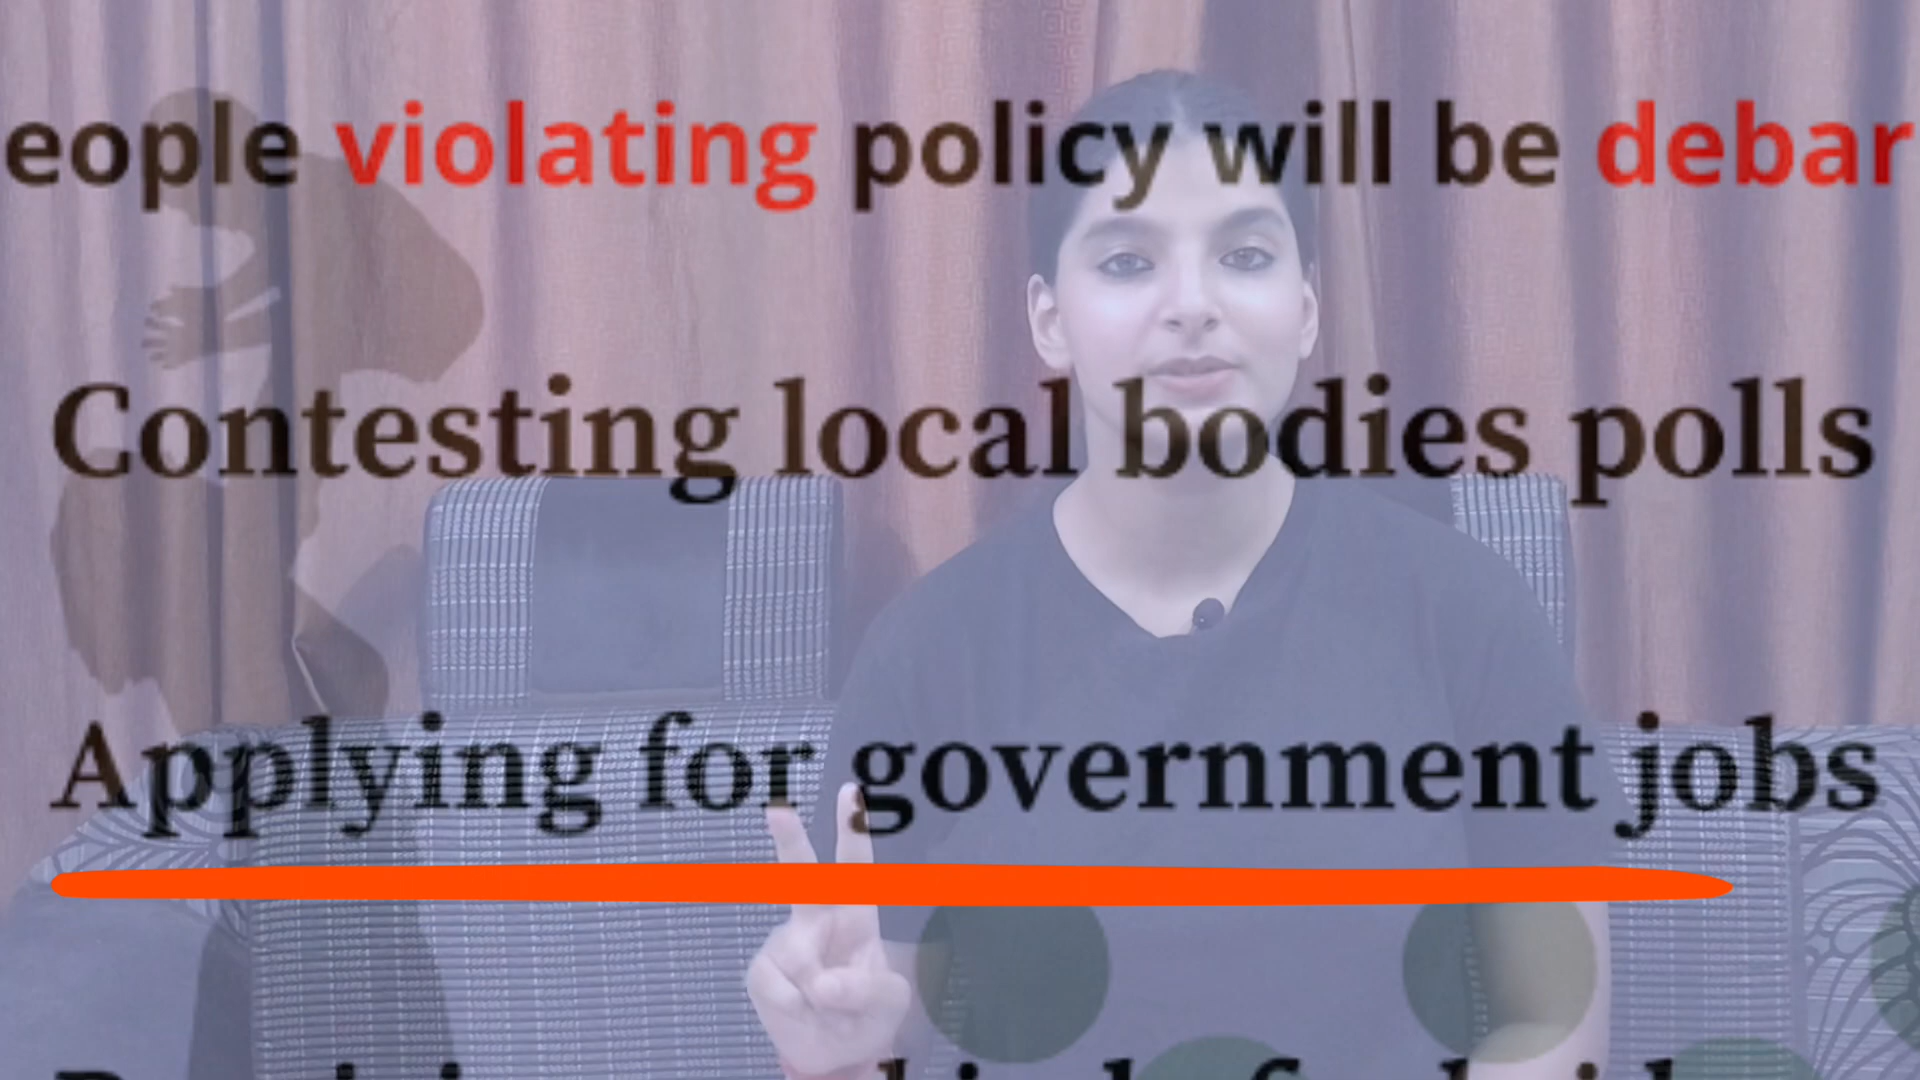 eople violating policy will be debar
Contesting local bodies polls
Applying for government jobs